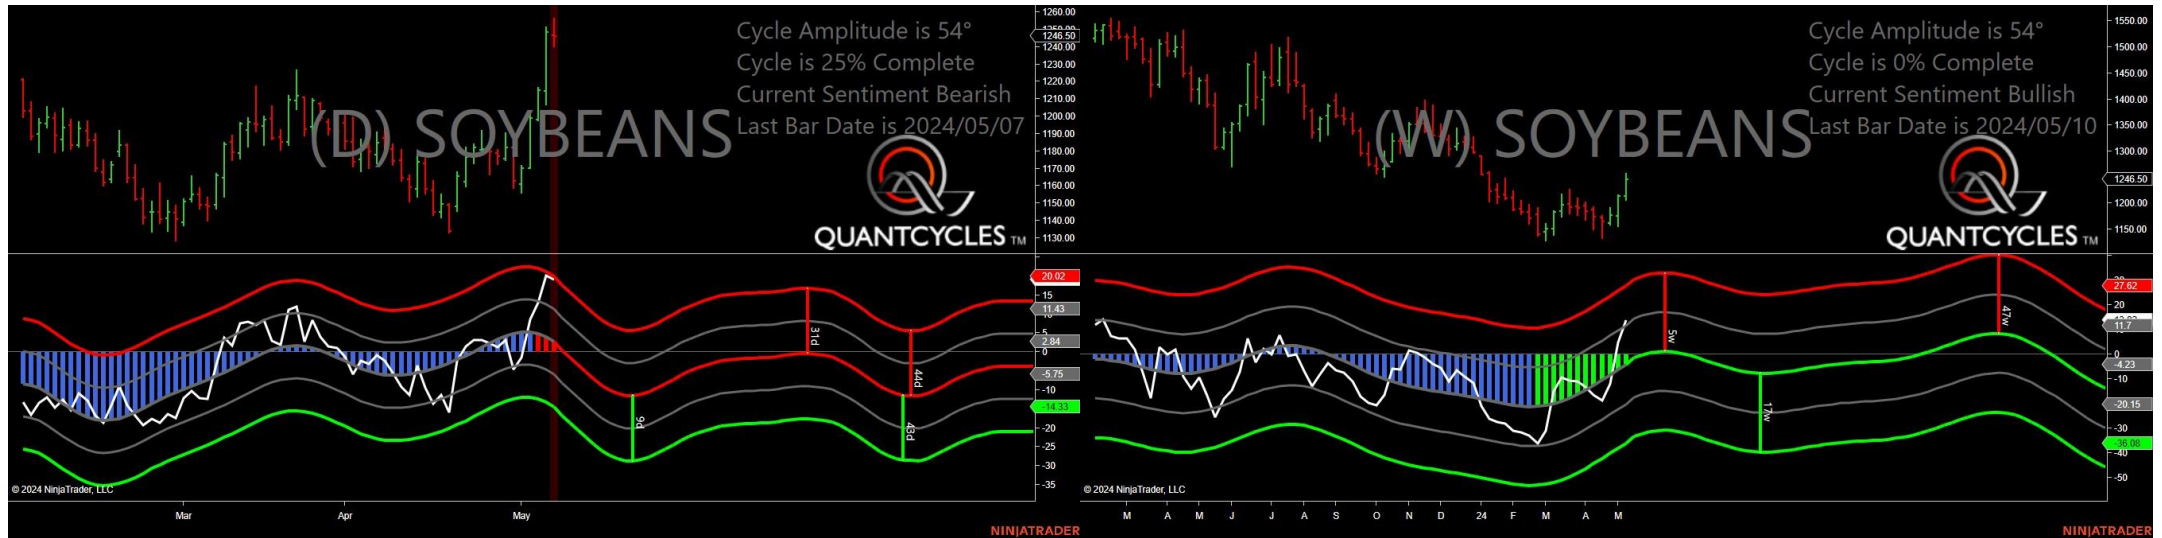 (D) SOYBEANS
Cycle Amplitude is 54°
Cycle is 25% Complete
Current Sentiment Bearish
Last Bar Date is 2024/05/07
QUANTCYCLES TM
1260.00
1246.50
1240.00
1230.00
1220.00
1210.00
1200.00
1190.00
1180.00
1170.00
1160.00
1150.00
1140.00
1130.00
20.02
15
11.43
5
2.84
0
-5.75
-10
-14.33
-20
-25
-30
-35
9d
31d
43d
44d
© 2024 NinjaTrader, LLC
Mar Apr May
NINJATRADER
(W) SOYBEANS
Cycle Amplitude is 54°
Cycle is 0% Complete
Current Sentiment Bullish
Last Bar Date is 2024/05/10
QUANTCYCLES TM
1550.00
1500.00
1450.00
1400.00
1350.00
1300.00
1246.50
1200.00
1150.00
27.62
20
11.7
0
-4.23
-10
-20.15
-30
-36.08
-40
-50
5w
17w
47w
© 2024 NinjaTrader, LLC
M A M J J A S O N D 24 F M A M
NINJATRADER